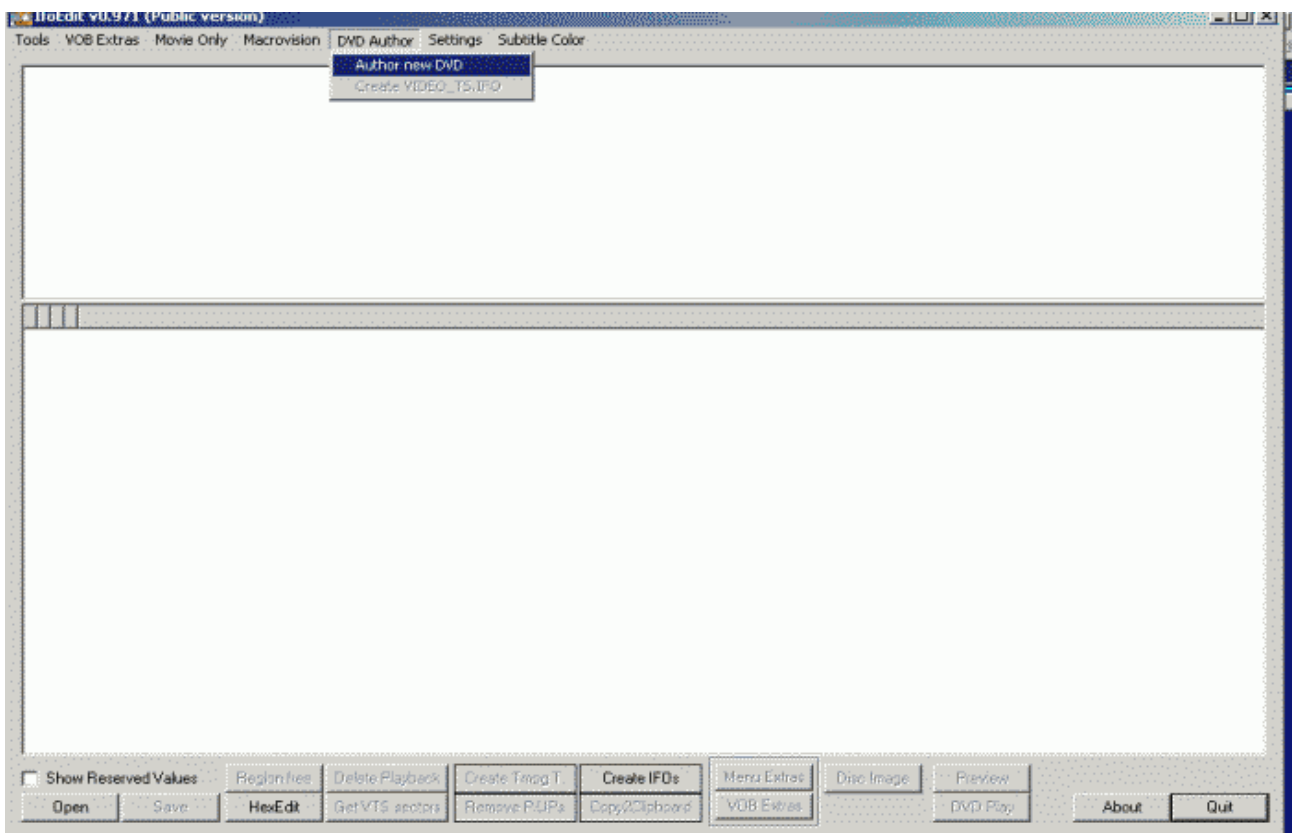 IfoEdit v0.971 (Public version)
Tools VOB Extras Movie Only Macrovision DVD Author Settings Subtitle Color
Author new DVD
Create VIDEO_TS.IFO
Show Reserved Values Region free Delete Playback Create Tmog T. Create IFOs Menu Extras Disc Image Preview
Open Save HexEdit Get VTS sectors Remove PUPs Copy2Clipboard VOB Extras DVD Play About Quit